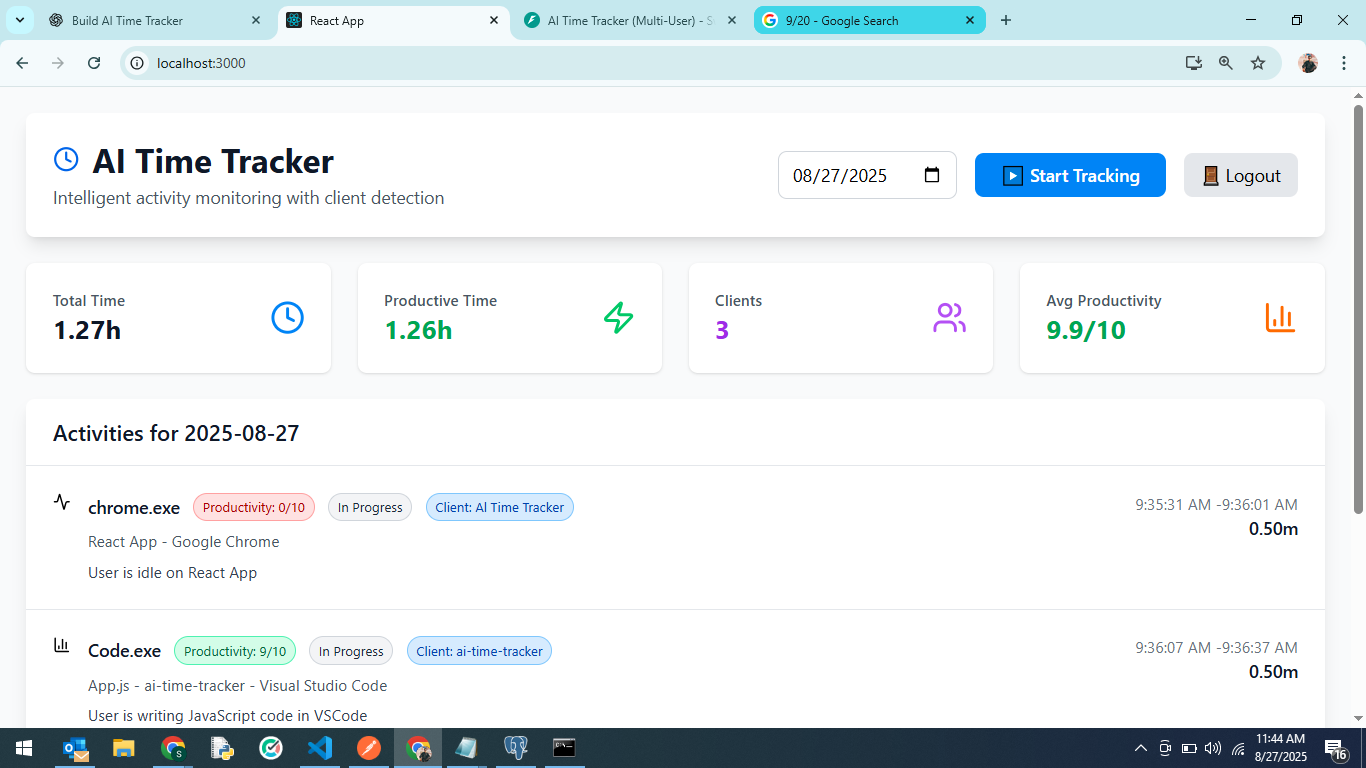 Build AI Time Tracker
React App
AI Time Tracker (Multi-User) - S
9/20 - Google Search
localhost:3000
AI Time Tracker
Intelligent activity monitoring with client detection
08/27/2025
Start Tracking
Logout
Total Time
1.27h
Productive Time
1.26h
Clients
3
Avg Productivity
9.9/10
Activities for 2025-08-27
chrome.exe Productivity: 0/10 In Progress Client: AI Time Tracker 9:35:31 AM -9:36:01 AM
0.50m
React App - Google Chrome
User is idle on React App
Code.exe Productivity: 9/10 In Progress Client: ai-time-tracker 9:36:07 AM -9:36:37 AM
0.50m
App.js - ai-time-tracker - Visual Studio Code
User is writing JavaScript code in VSCode
11:44 AM
8/27/2025
16